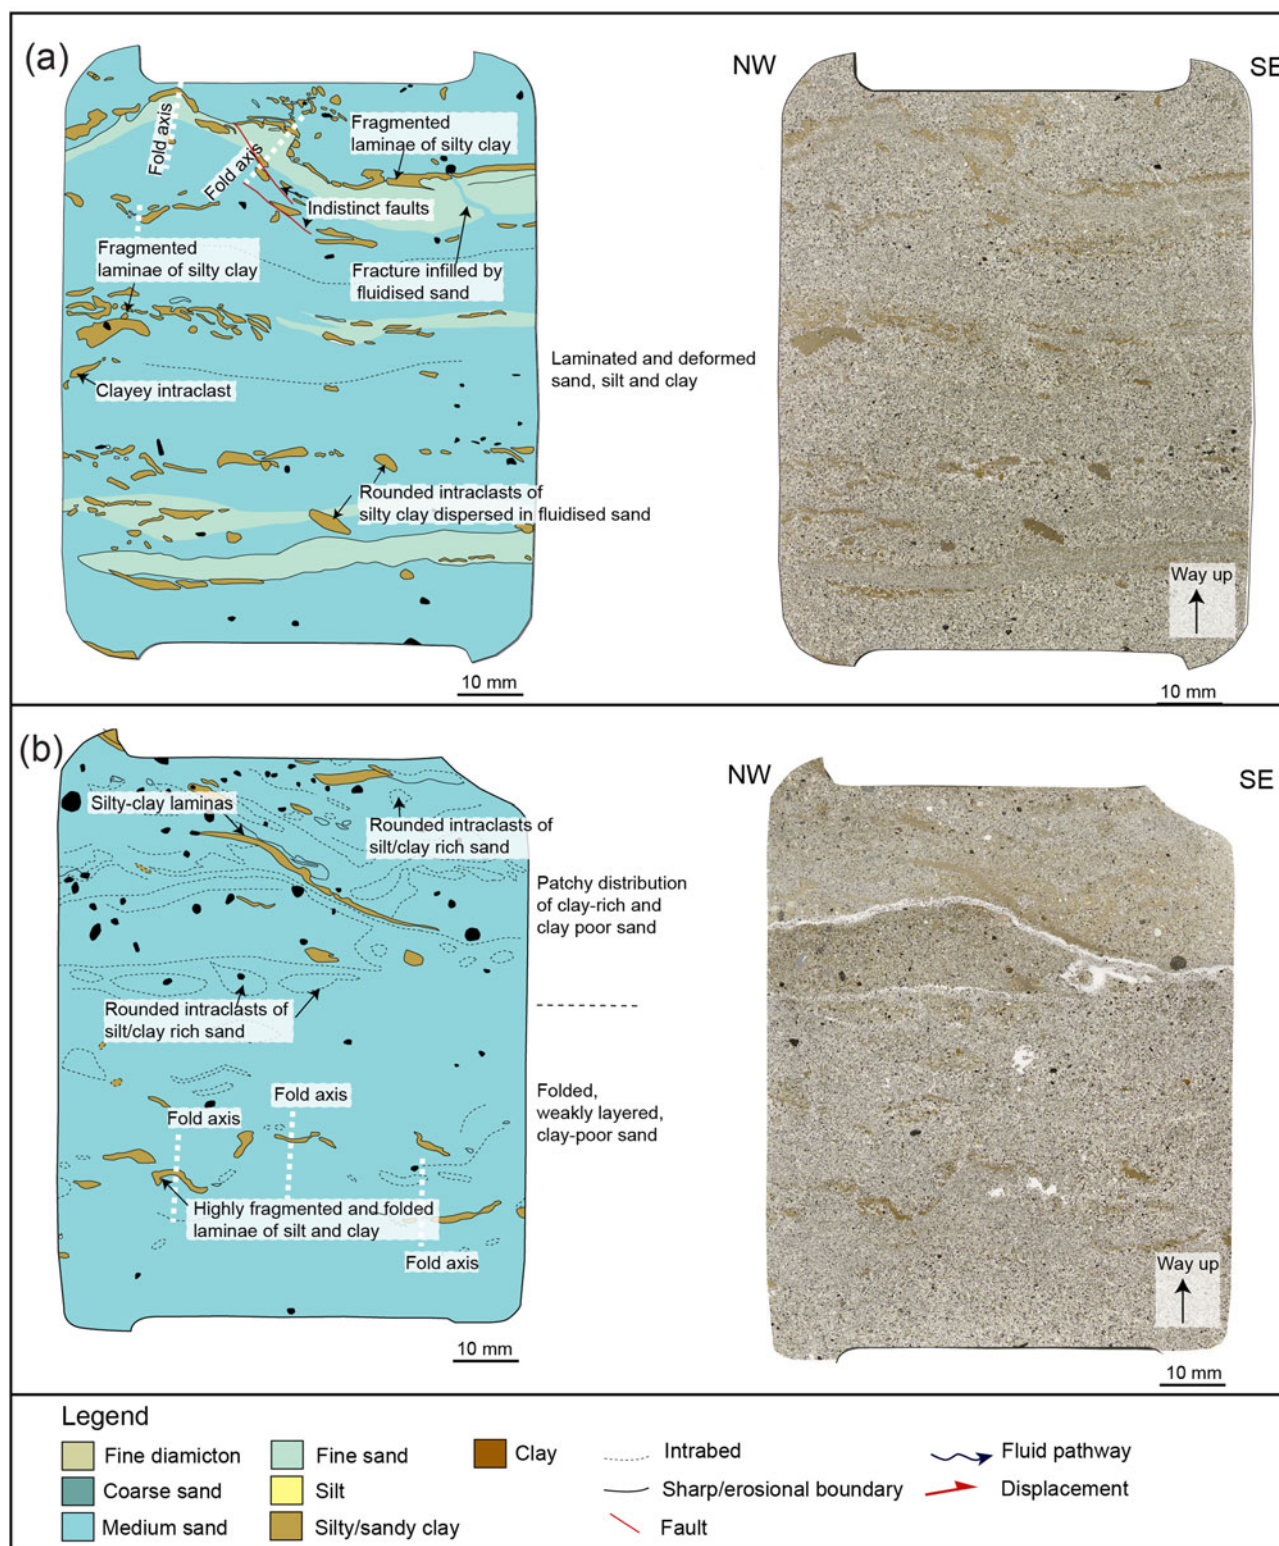 (a)
NW
SE
Fold axis
Fold axis
Fragmented
laminae of silty clay
Indistinct faults
Fragmented
laminae of silty clay
Fracture infilled by
fluidised sand
Clayey intraclast
Laminated and deformed
sand, silt and clay
Rounded intraclasts of
silty clay dispersed in fluidised sand
Way up
10 mm
10 mm
(b)
NW
SE
Silty-clay laminas
Rounded intraclasts of
silt/clay rich sand
Patchy distribution
of clay-rich and
clay poor sand
Rounded intraclasts of
silt/clay rich sand
Fold axis
Fold axis
Folded,
weakly layered,
clay-poor sand
Highly fragmented and folded
laminae of silt and clay
Fold axis
Way up
10 mm
10 mm
Legend
Fine diamicton
Coarse sand
Medium sand
Fine sand
Silt
Silty/sandy clay
Clay
Intrabed
Sharp/erosional boundary
Fault
Fluid pathway
Displacement